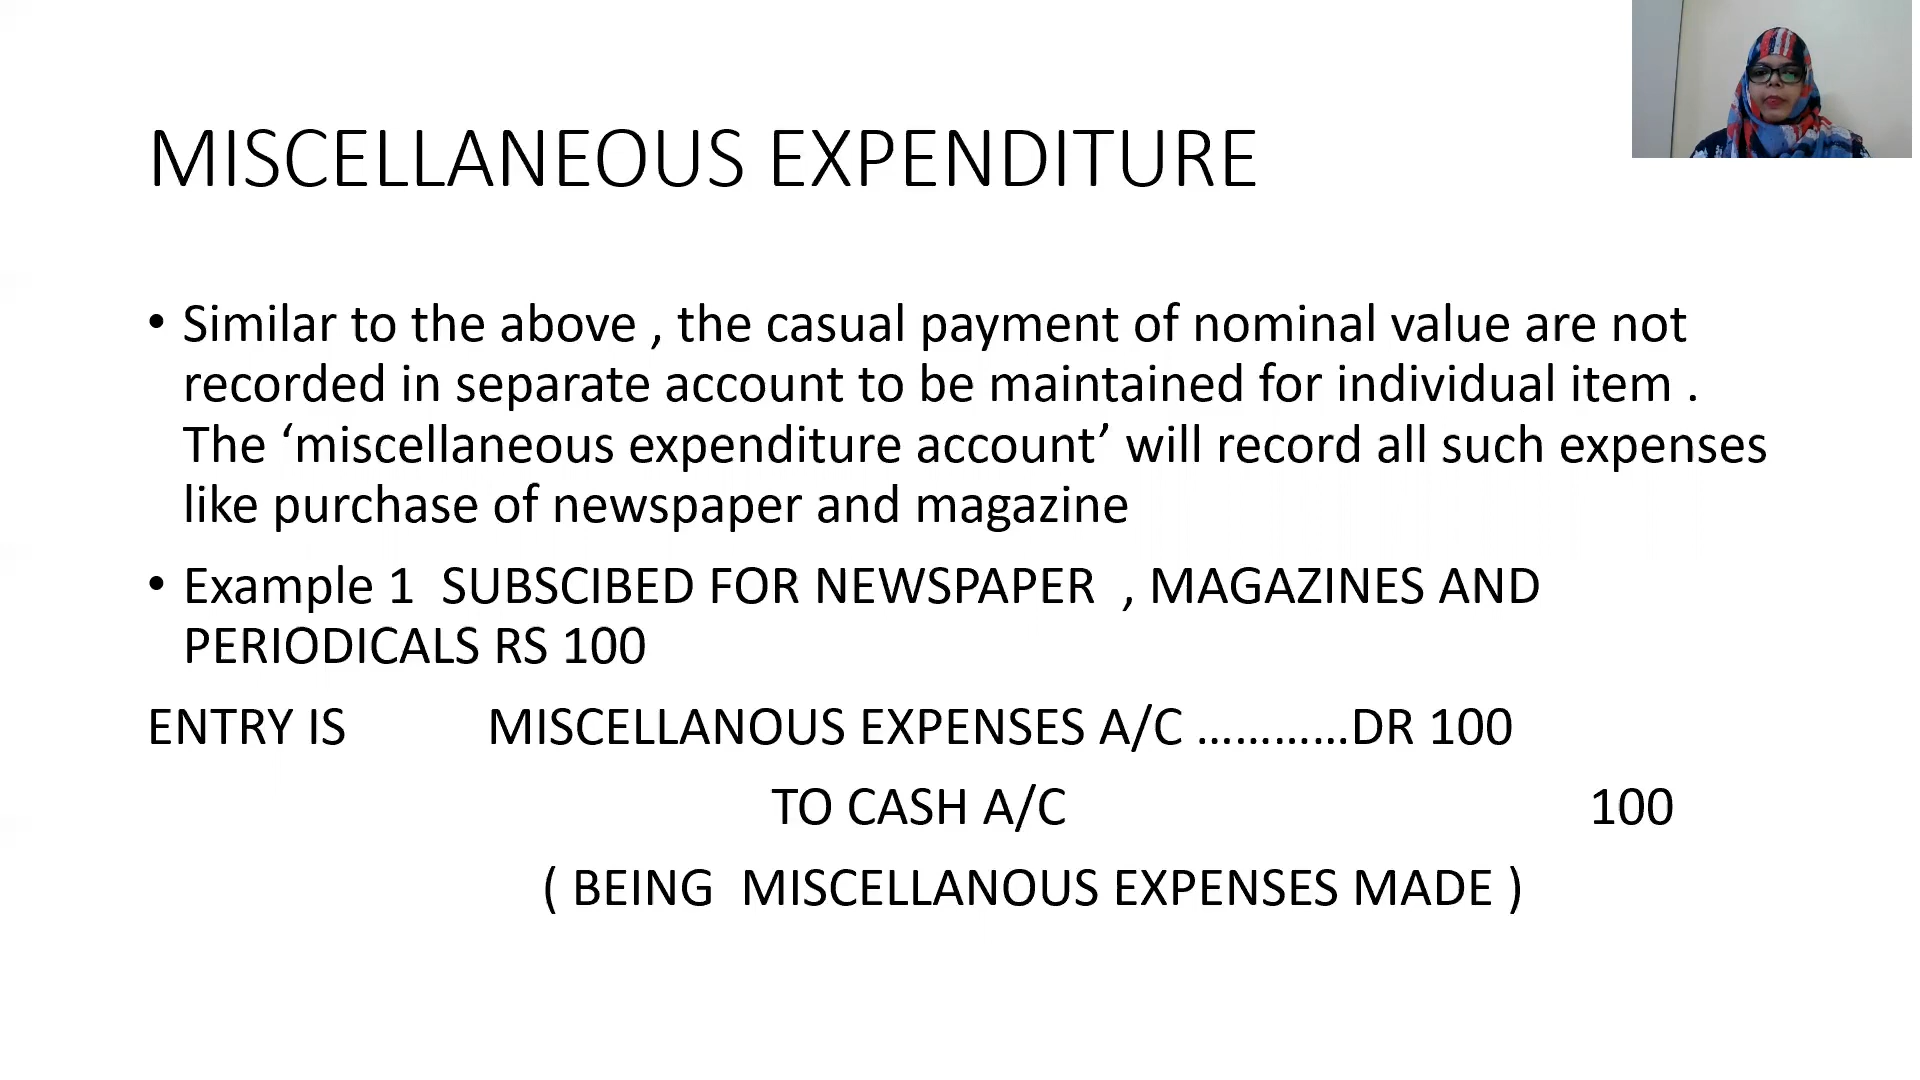 MISCELLANEOUS EXPENDITURE
• Similar to the above , the casual payment of nominal value are not
recorded in separate account to be maintained for individual item .
The ‘miscellaneous expenditure account’ will record all such expenses
like purchase of newspaper and magazine
• Example 1 SUBSCIBED FOR NEWSPAPER , MAGAZINES AND
PERIODICALS RS 100
ENTRY IS MISCELLANOUS EXPENSES A/C ............DR 100
TO CASH A/C 100
( BEING MISCELLANOUS EXPENSES MADE )